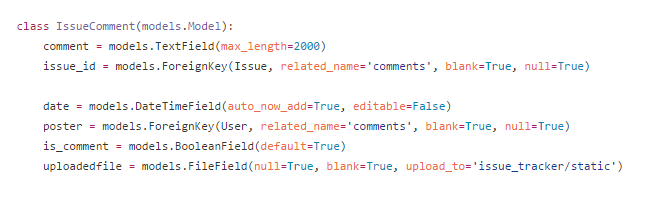 class IssueComment(models.Model):
    comment = models.TextField(max_length=2000)
    issue_id = models.ForeignKey(Issue, related_name='comments', blank=True, null=True)

    date = models.DateTimeField(auto_now_add=True, editable=False)
    poster = models.ForeignKey(User, related_name='comments', blank=True, null=True)
    is_comment = models.BooleanField(default=True)
    uploadedfile = models.FileField(null=True, blank=True, upload_to='issue_tracker/static')